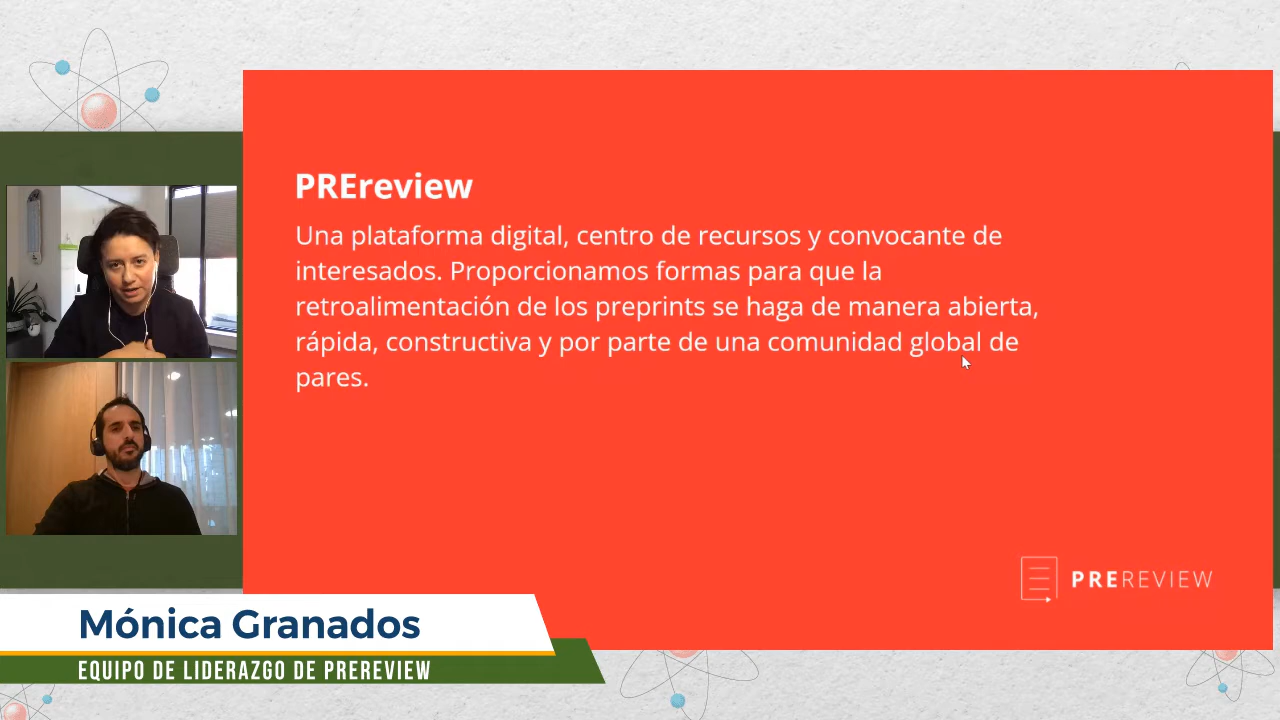 PREreview
Una plataforma digital, centro de recursos y convocante de
interesados. Proporcionamos formas para que la
retroalimentación de los preprints se haga de manera abierta,
rápida, constructiva y por parte de una comunidad global de
pares.
PREREVIEW
Mónica Granados
EQUIPO DE LIDERAZGO DE PREREVIEW